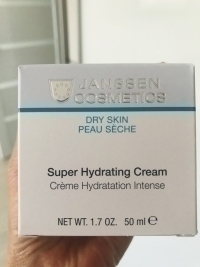 JANSSEN
COSMETICS
DRY SKIN
PEAU SÈCHE
Super Hydrating Cream
Crème Hydratation Intense
NET WT. 1.7 OZ. 50 ml ℮